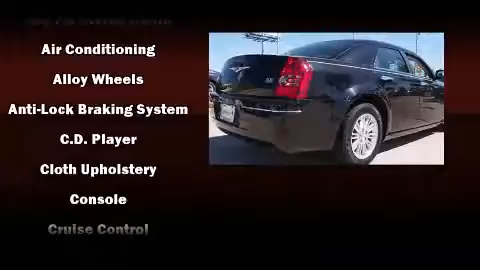 Air Conditioning
Alloy Wheels
Anti-Lock Braking System
C.D. Player
Cloth Upholstery
Console
Cruise Control